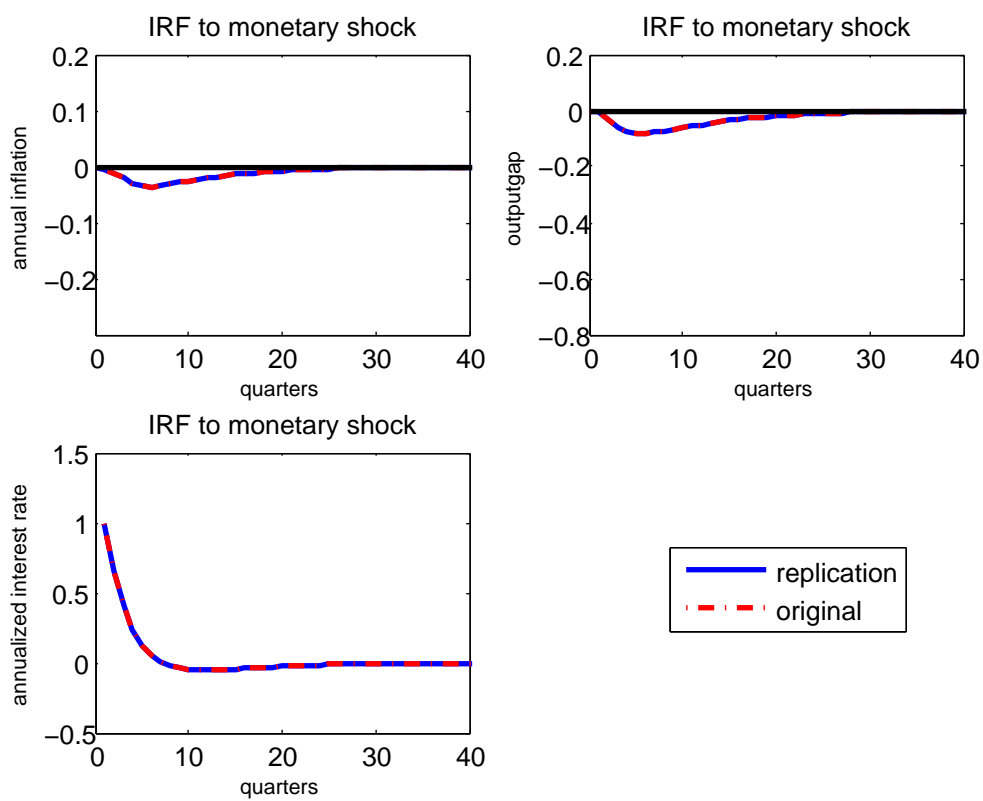 IRF to monetary shock
0.2
0.1
0
−0.1
−0.2
annual inflation
0 10 20 30 40
quarters
IRF to monetary shock
0.2
0
−0.2
−0.4
−0.6
−0.8
outputgap
0 10 20 30 40
quarters
IRF to monetary shock
1.5
1
0.5
0
−0.5
annualized interest rate
0 10 20 30 40
quarters
replication
original